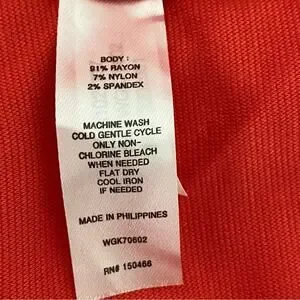 BODY :
91% RAYON
7% NYLON
2% SPANDEX
MACHINE WASH
COLD GENTLE CYCLE
ONLY NON-
CHLORINE BLEACH
WHEN NEEDED
FLAT DRY
COOL IRON
IF NEEDED
MADE IN PHILIPPINES
WGK70602
RN# 150466